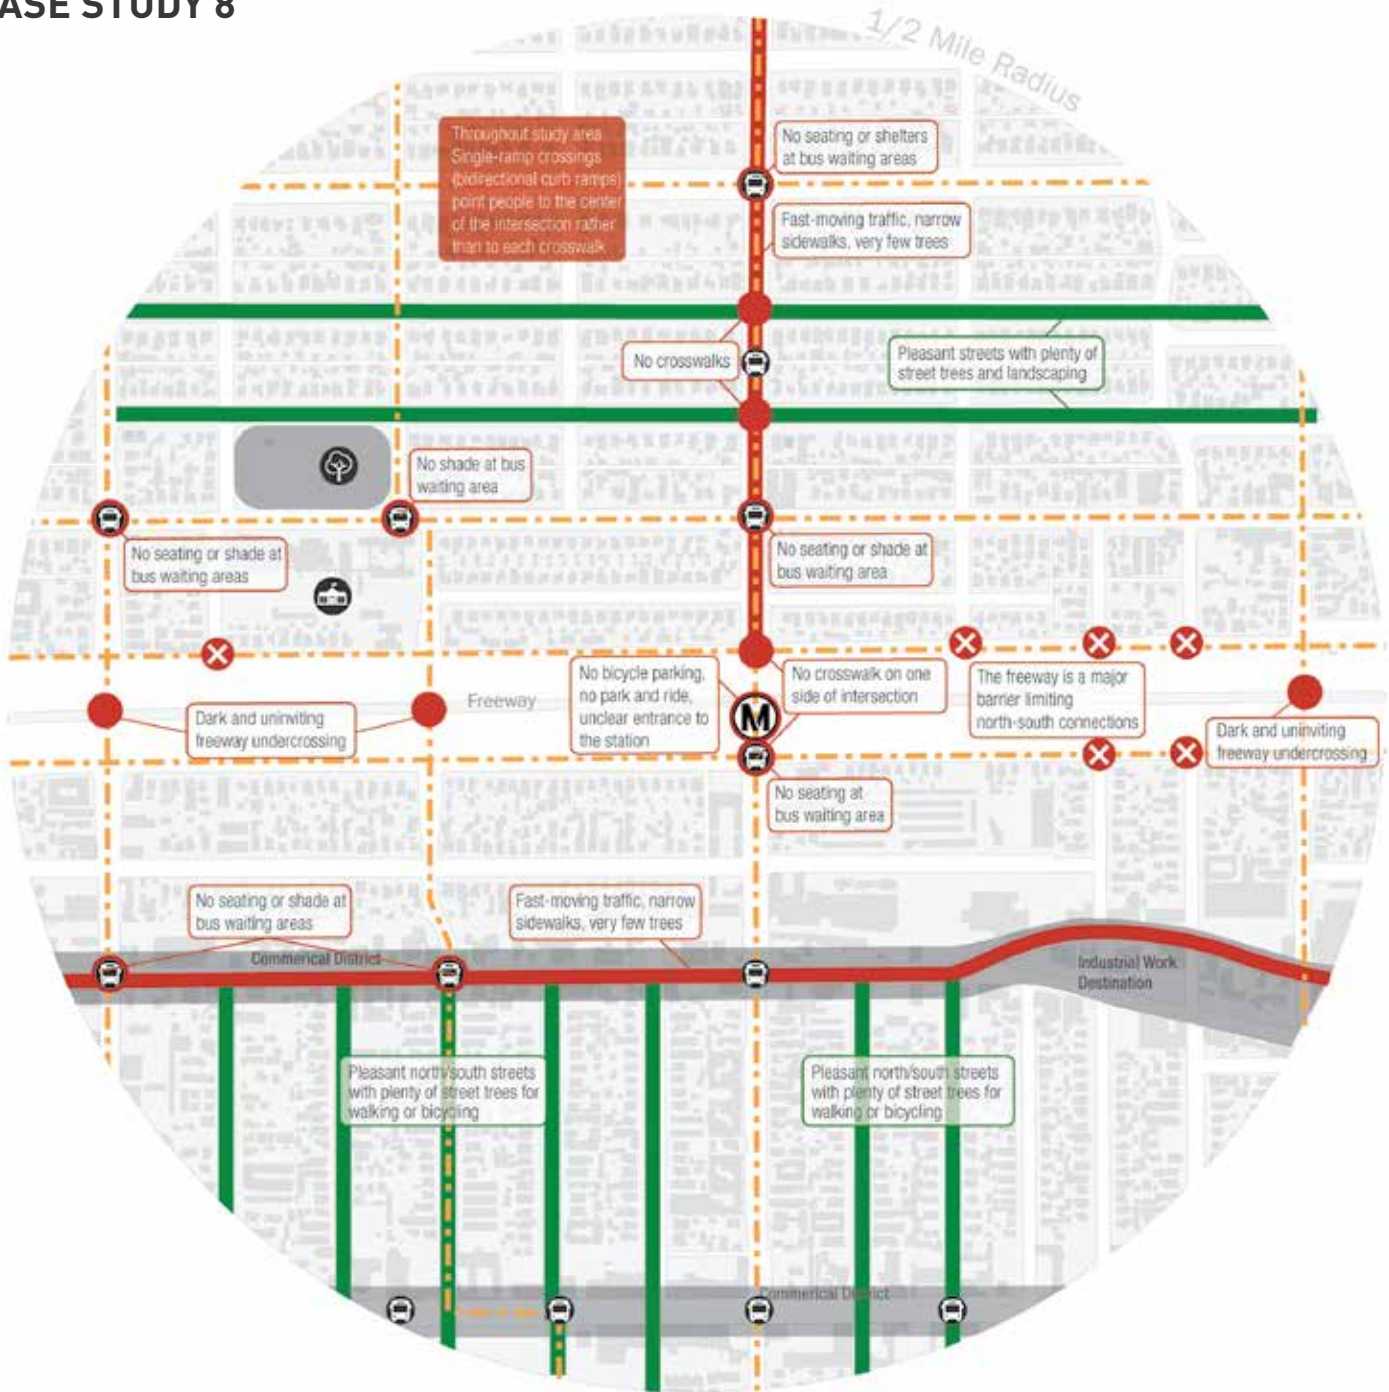 ASE STUDY 8
1/2 Mile Radius
Throughout study area
Single-ramp crossings
(bidirectional curb ramps)
point people to the center
of the intersection rather
than to each crosswalk
No seating or shelters
at bus waiting areas
Fast-moving traffic, narrow
sidewalks, very few trees
No crosswalks
Pleasant streets with plenty of
street trees and landscaping
No shade at bus
waiting area
No seating or shade at
bus waiting areas
No seating or shade at
bus waiting area
No bicycle parking,
no park and ride,
unclear entrance to
the station
No crosswalk on one
side of intersection
The freeway is a major
barrier limiting
north-south connections
Freeway
Dark and uninviting
freeway undercrossing
M
Dark and uninviting
freeway undercrossing
No seating at
bus waiting area
No seating or shade at
bus waiting areas
Fast-moving traffic, narrow
sidewalks, very few trees
Commerical District
Industrial Work
Destination
Pleasant north/south streets
with plenty of street trees for
walking or bicycling
Pleasant north/south streets
with plenty of street trees for
walking or bicycling
Commerical District